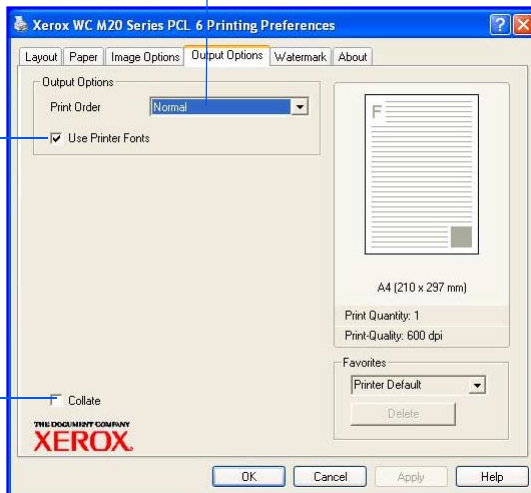 Xerox WC M20 Series PCL 6 Printing Preferences
Layout Paper Image Options Output Options Watermark About
Output Options
Print Order Normal
Use Printer Fonts
F
A4 (210 x 297 mm)
Print Quantity: 1
Print-Quality: 600 dpi
Favorites
Printer Default
Delete
Collate
THE DOCUMENT COMPANY
XEROX.
OK Cancel Apply Help